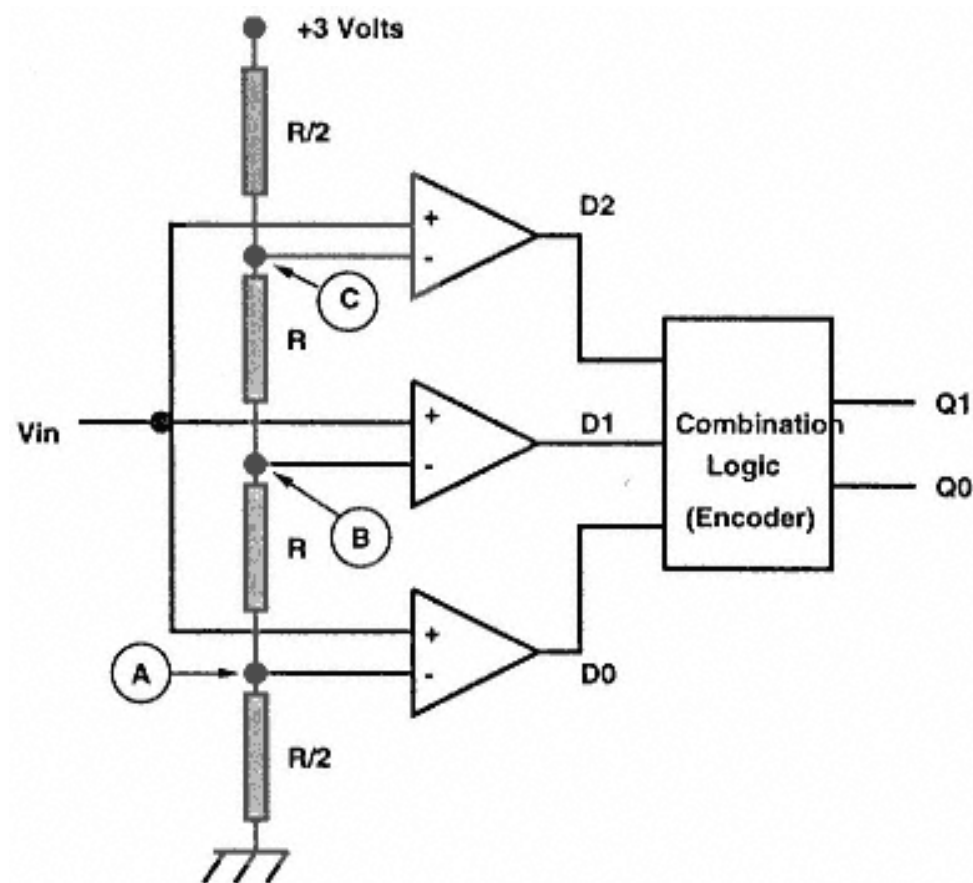 +3 Volts
R/2
D2
+
-
C
R
Vin
+
-
D1
Combination
Logic
(Encoder)
Q1
Q0
B
R
A
+
-
D0
R/2